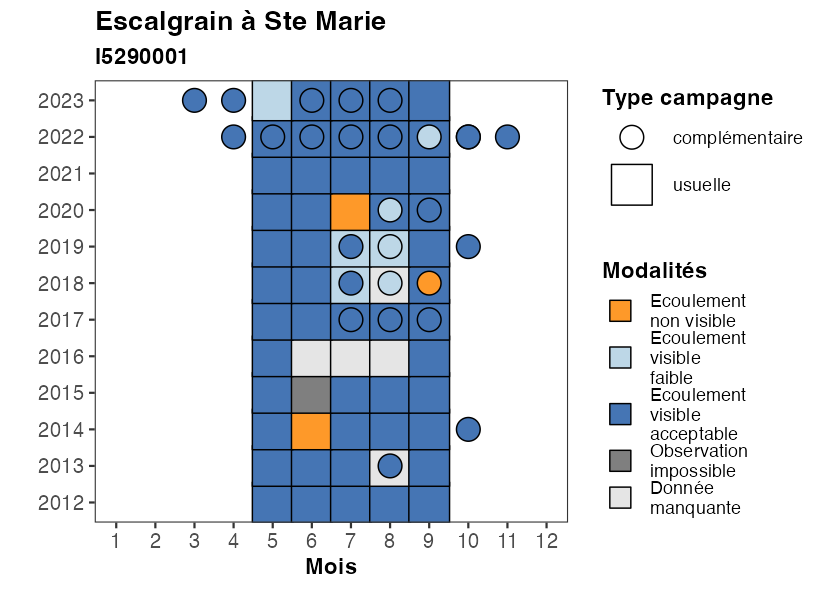 Escalgrain à Ste Marie
I5290001
2023
2022
2021
2020
2019
2018
2017
2016
2015
2014
2013
2012
1 2 3 4 5 6 7 8 9 10 11 12
Mois
Type campagne
complémentaire
usuelle
Modalités
Ecoulement
non visible
Ecoulement
visible
faible
Ecoulement
visible
acceptable
Observation
impossible
Donnée
manquante